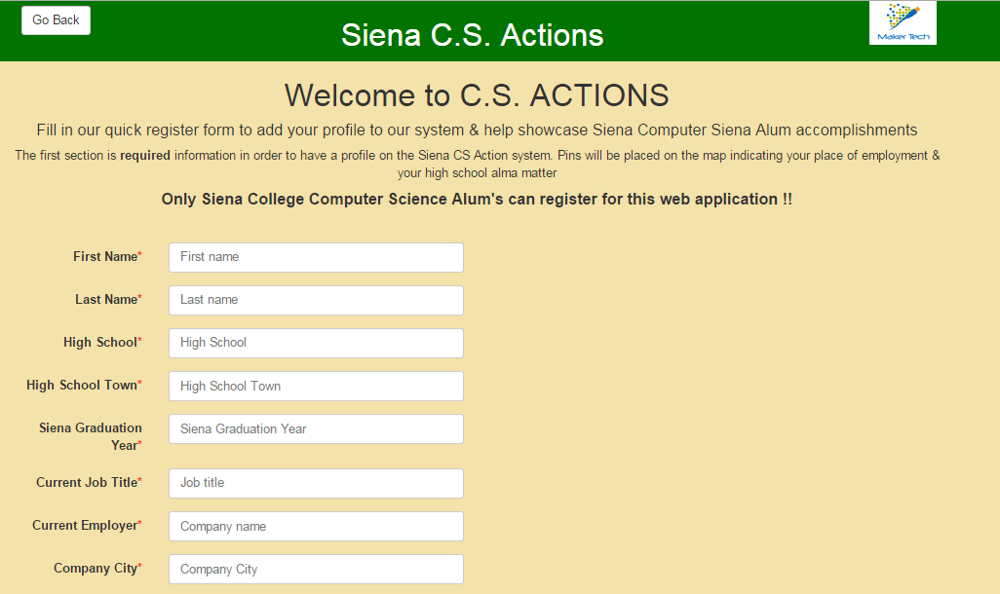 Go Back
Siena C.S. Actions
Maker Tech
Welcome to C.S. ACTIONS
Fill in our quick register form to add your profile to our system & help showcase Siena Computer Siena Alum accomplishments
The first section is required information in order to have a profile on the Siena CS Action system. Pins will be placed on the map indicating your place of employment &
your high school alma matter
Only Siena College Computer Science Alum's can register for this web application !!
First Name* First name
Last Name* Last name
High School* High School
High School Town* High School Town
Siena Graduation Siena Graduation Year
Year*
Current Job Title* Job title
Current Employer* Company name
Company City* Company City